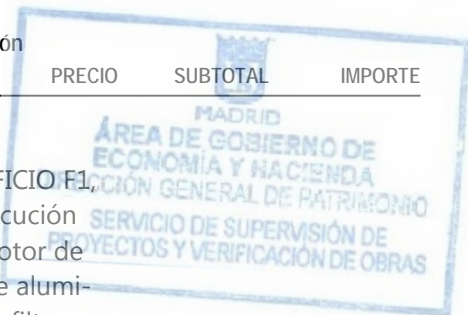 ón
PRECIO SUBTOTAL IMPORTE
MADRID
ÁREA DE GOBIERNO DE
ECONOMÍA Y HACIENDA
DIRECCIÓN GENERAL DE PATRIMONIO
SERVICIO DE SUPERVISIÓN DE
PROYECTOS Y VERIFICACIÓN DE OBRAS
FICIO F1,
cución
otor de
e alumi-